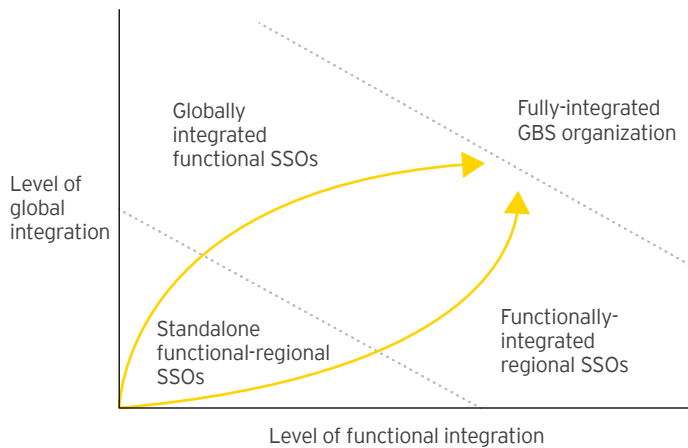 Globally
integrated
functional SSOs
Fully-integrated
GBS organization
Level of
global
integration
Standalone
functional-regional
SSOs
Functionally-
integrated
regional SSOs
Level of functional integration